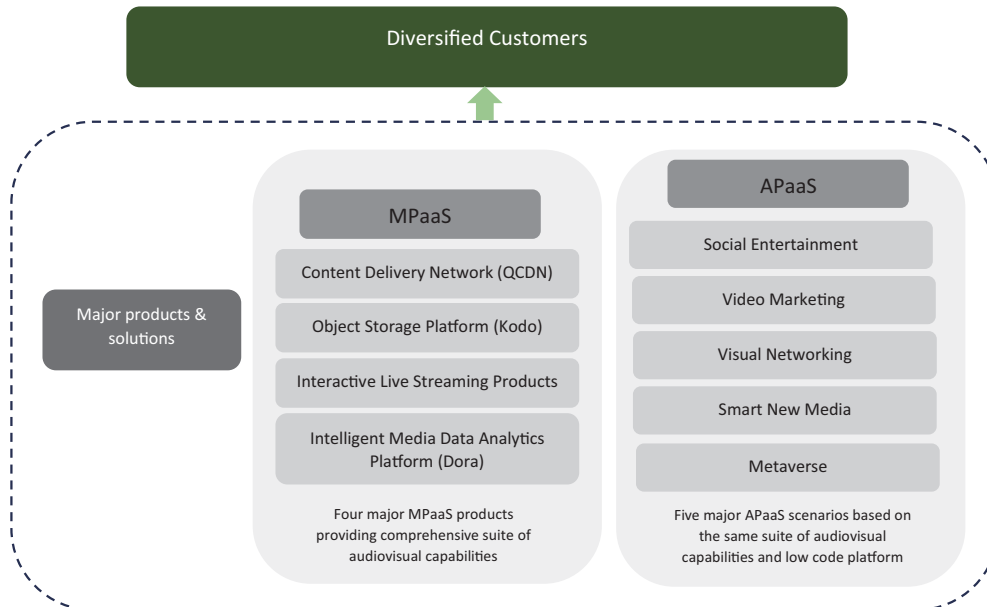 Diversified Customers
Major products &
solutions
MPaaS
Content Delivery Network (QCDN)
Object Storage Platform (Kodo)
Interactive Live Streaming Products
Intelligent Media Data Analytics
Platform (Dora)
Four major MPaaS products
providing comprehensive suite of
audiovisual capabilities
APaaS
Social Entertainment
Video Marketing
Visual Networking
Smart New Media
Metaverse
Five major APaaS scenarios based on
the same suite of audiovisual
capabilities and low code platform